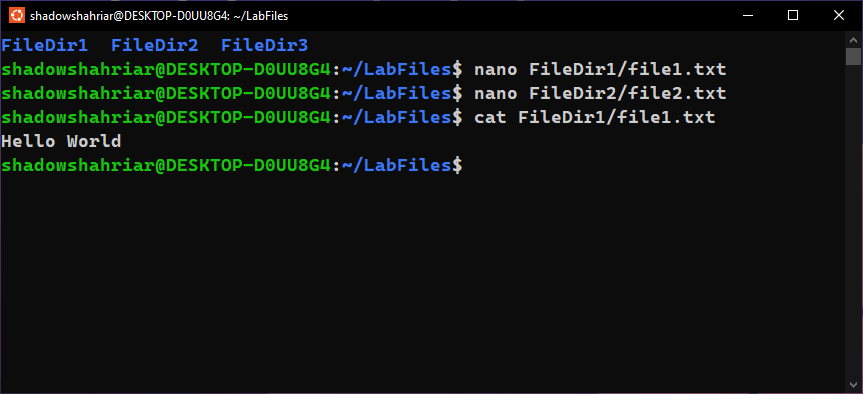 shadowshahriar@DESKTOP-D0UU8G4: ~/LabFiles
FileDir1  FileDir2  FileDir3
shadowshahriar@DESKTOP-D0UU8G4:~/LabFiles$ nano FileDir1/file1.txt
shadowshahriar@DESKTOP-D0UU8G4:~/LabFiles$ nano FileDir2/file2.txt
shadowshahriar@DESKTOP-D0UU8G4:~/LabFiles$ cat FileDir1/file1.txt
Hello World
shadowshahriar@DESKTOP-D0UU8G4:~/LabFiles$